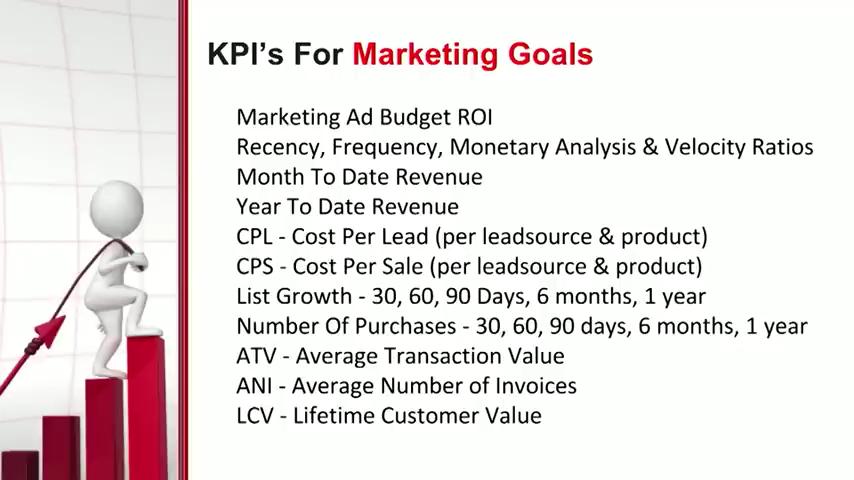 KPI's For Marketing Goals
Marketing Ad Budget ROI
Recency, Frequency, Monetary Analysis & Velocity Ratios
Month To Date Revenue
Year To Date Revenue
CPL - Cost Per Lead (per leadsource & product)
CPS - Cost Per Sale (per leadsource & product)
List Growth - 30, 60, 90 Days, 6 months, 1 year
Number Of Purchases - 30, 60, 90 days, 6 months, 1 year
ATV - Average Transaction Value
ANI - Average Number of Invoices
LCV - Lifetime Customer Value